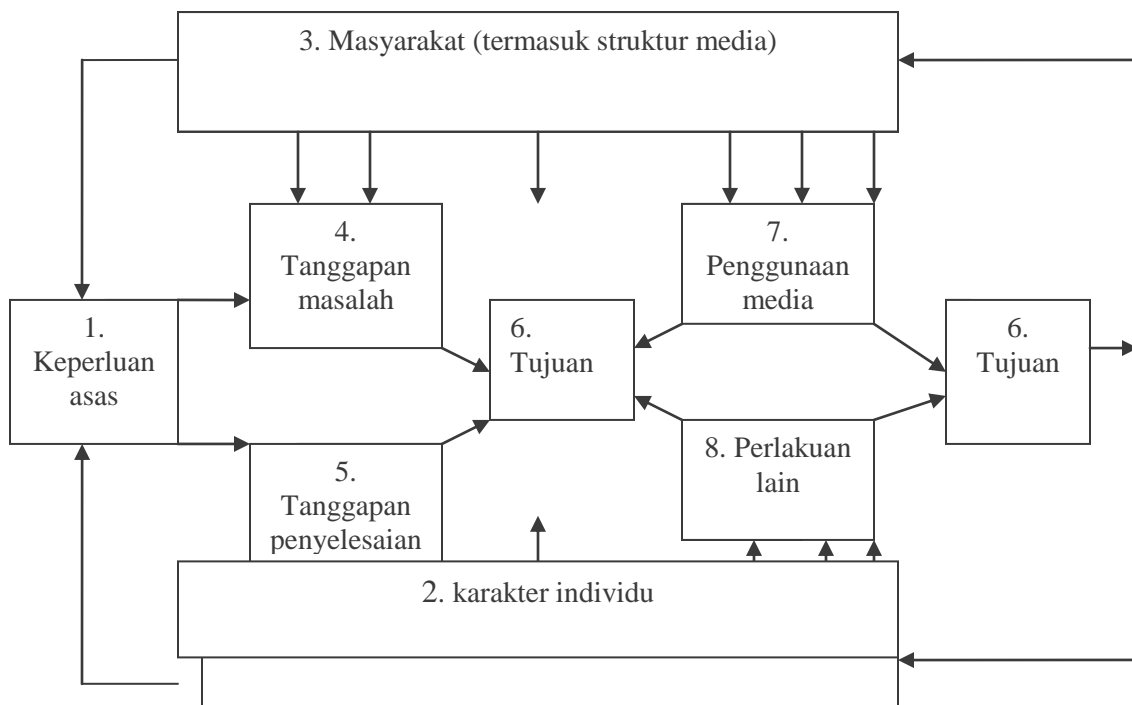 3. Masyarakat (termasuk struktur media)
4.
Tanggapan
masalah
7.
Penggunaan
media
1.
Keperluan
asas
6.
Tujuan
6.
Tujuan
5.
Tanggapan
penyelesaian
8. Perlakuan
lain
2. karakter individu